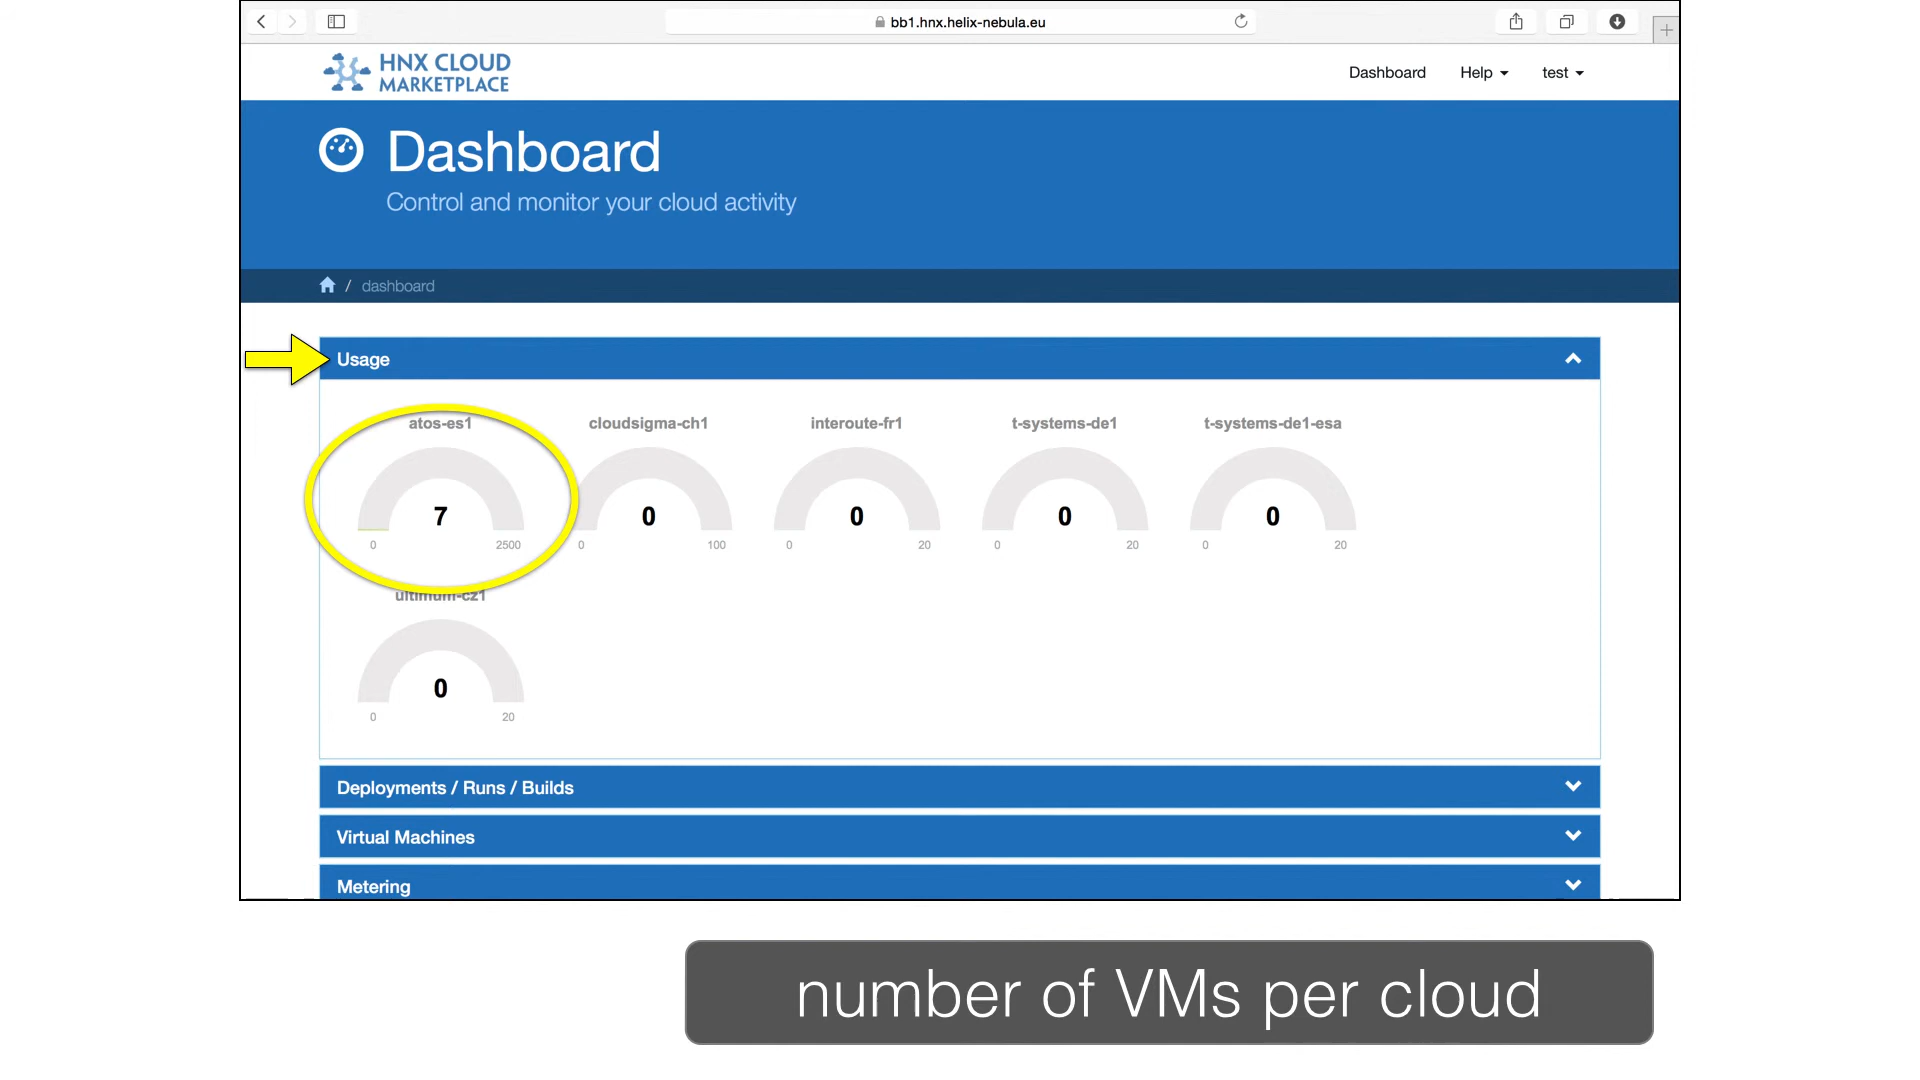 bb1.hnx.helix-nebula.eu
HNX CLOUD
MARKETPLACE
Dashboard Help test
Dashboard
Control and monitor your cloud activity
/ dashboard
Usage
atos-es1 cloudsigma-ch1 interoute-fr1 t-systems-de1 t-systems-de1-esa
7 0 0 0 0
0 2500 0 100 0 20 0 20 0 20
ultimum-cz1
0
0 20
Deployments / Runs / Builds
Virtual Machines
Metering
number of VMs per cloud